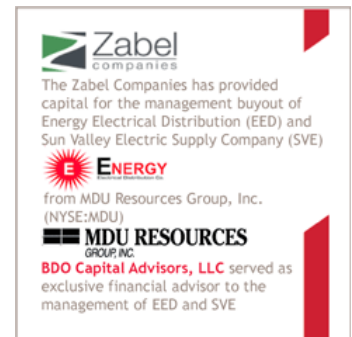 Zabel
companies
The Zabel Companies has provided
capital for the management buyout of
Energy Electrical Distribution (EED) and
Sun Valley Electric Supply Company (SVE)
E ENERGY
Electrical Distribution Co.
from MDU Resources Group, Inc.
(NYSE:MDU)
MDU RESOURCES
GROUP, INC.
BDO Capital Advisors, LLC served as
exclusive financial advisor to the
management of EED and SVE